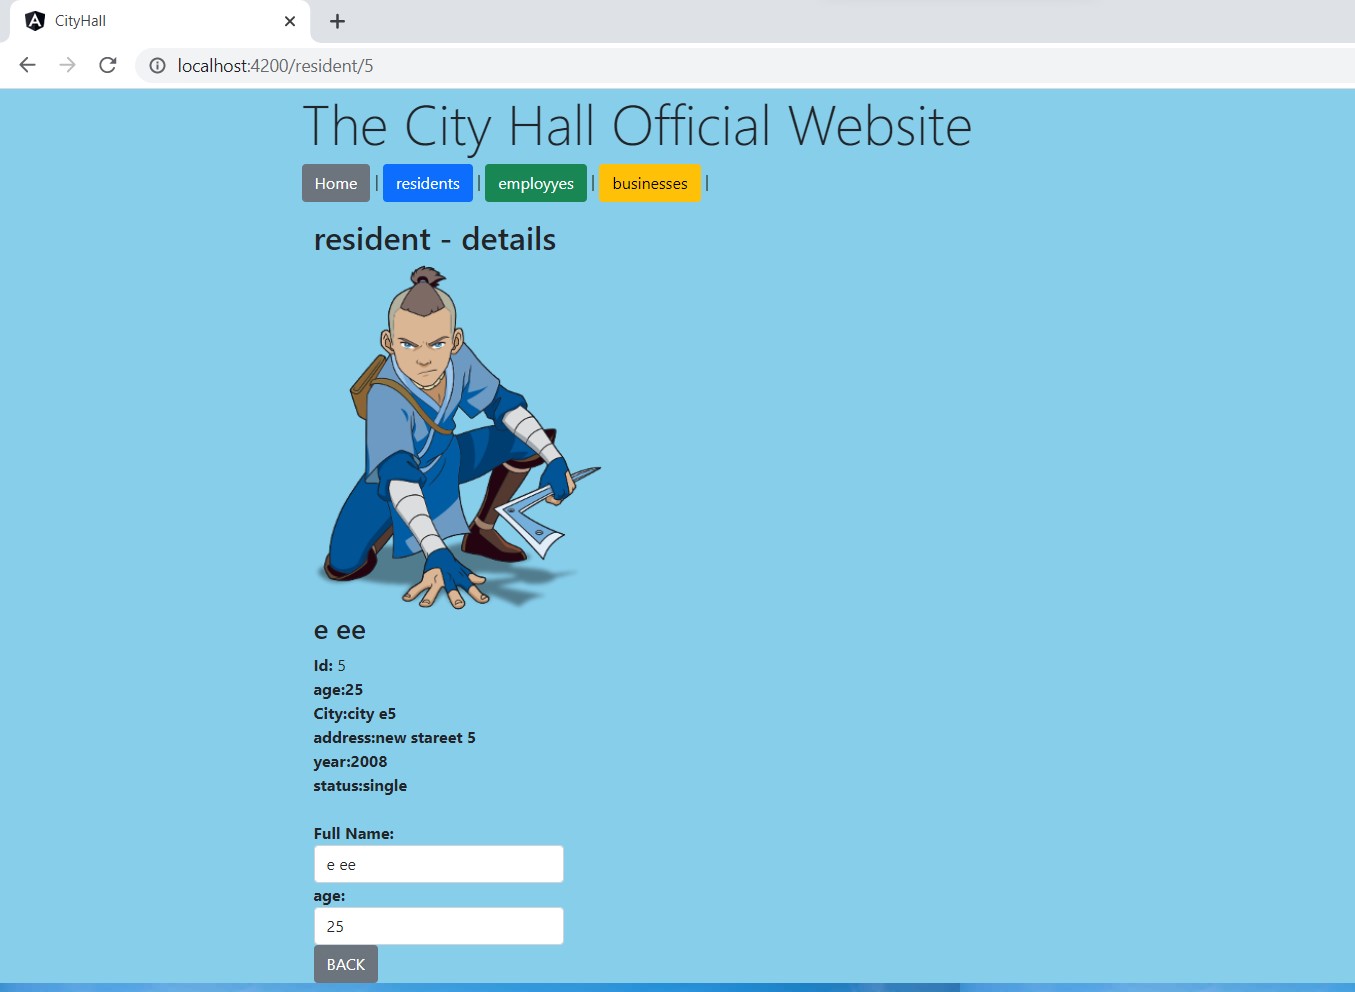 CityHall
localhost:4200/resident/5
The City Hall Official Website
Home | residents | employyes | businesses |
resident - details
e ee
Id: 5
age:25
City:city e5
address:new stareet 5
year:2008
status:single
Full Name:
e ee
age:
25
BACK